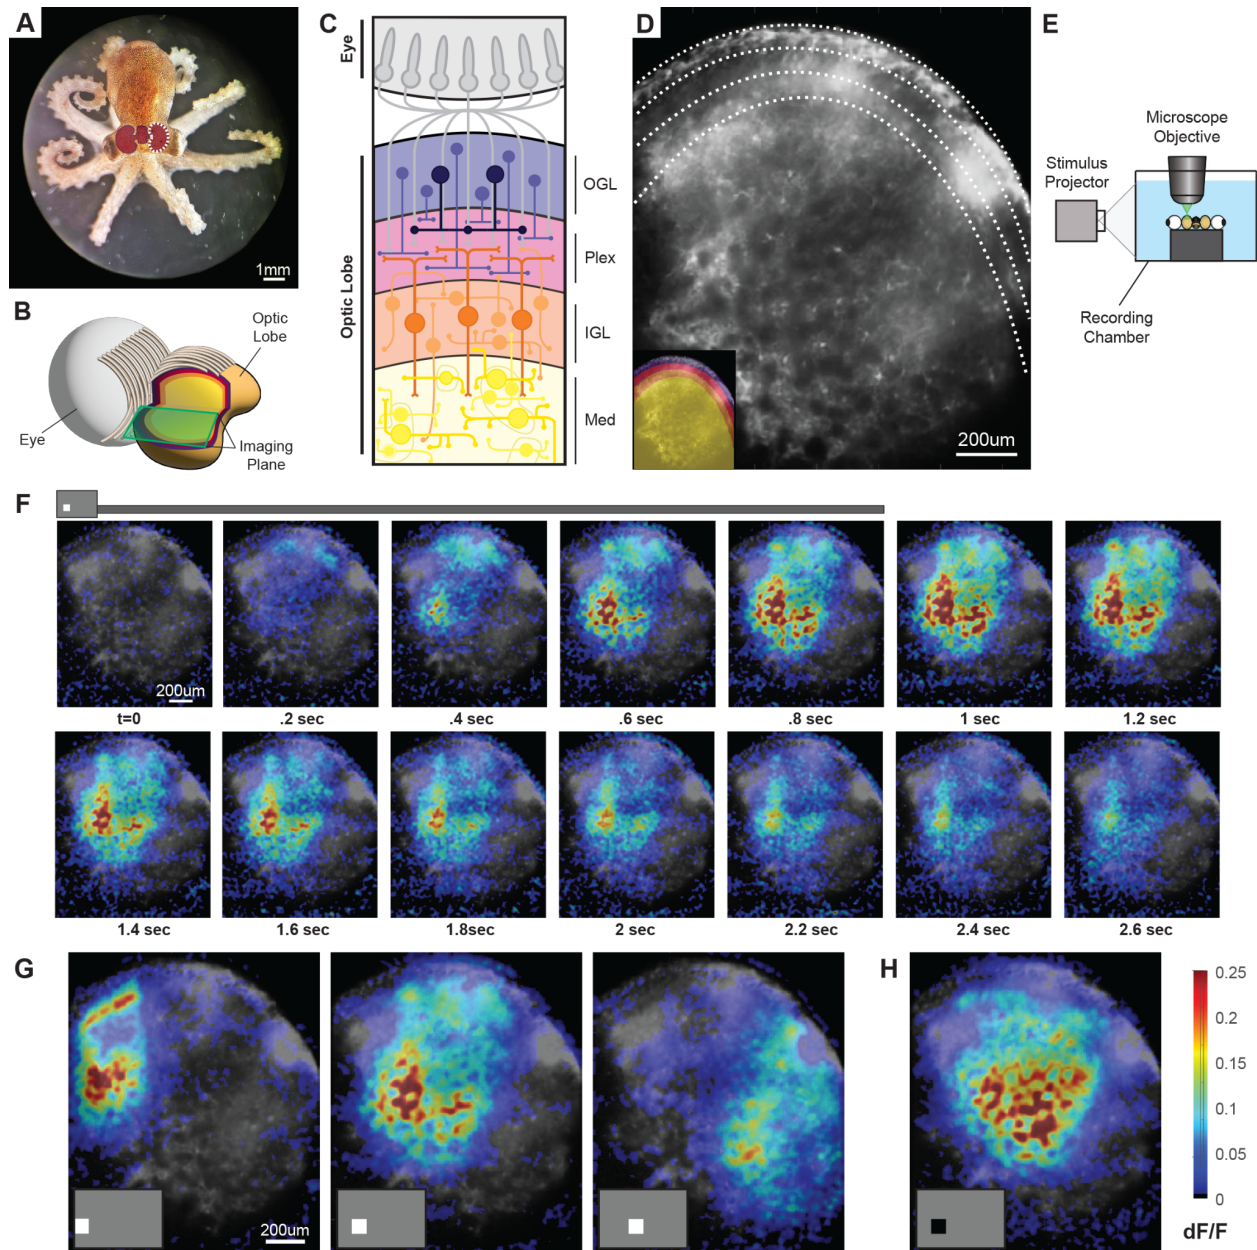 A
1mm
B
Optic
Lobe
Eye
Imaging
Plane
C
Eye
Optic Lobe
OGL
Plex
IGL
Med
D
200um
E
Microscope
Objective
Stimulus
Projector
Recording
Chamber
F
200um
t=0
.2 sec
.4 sec
.6 sec
.8 sec
1 sec
1.2 sec
1.4 sec
1.6 sec
1.8sec
2 sec
2.2 sec
2.4 sec
2.6 sec
G
200um
H
0.25
0.2
0.15
0.1
0.05
0
dF/F